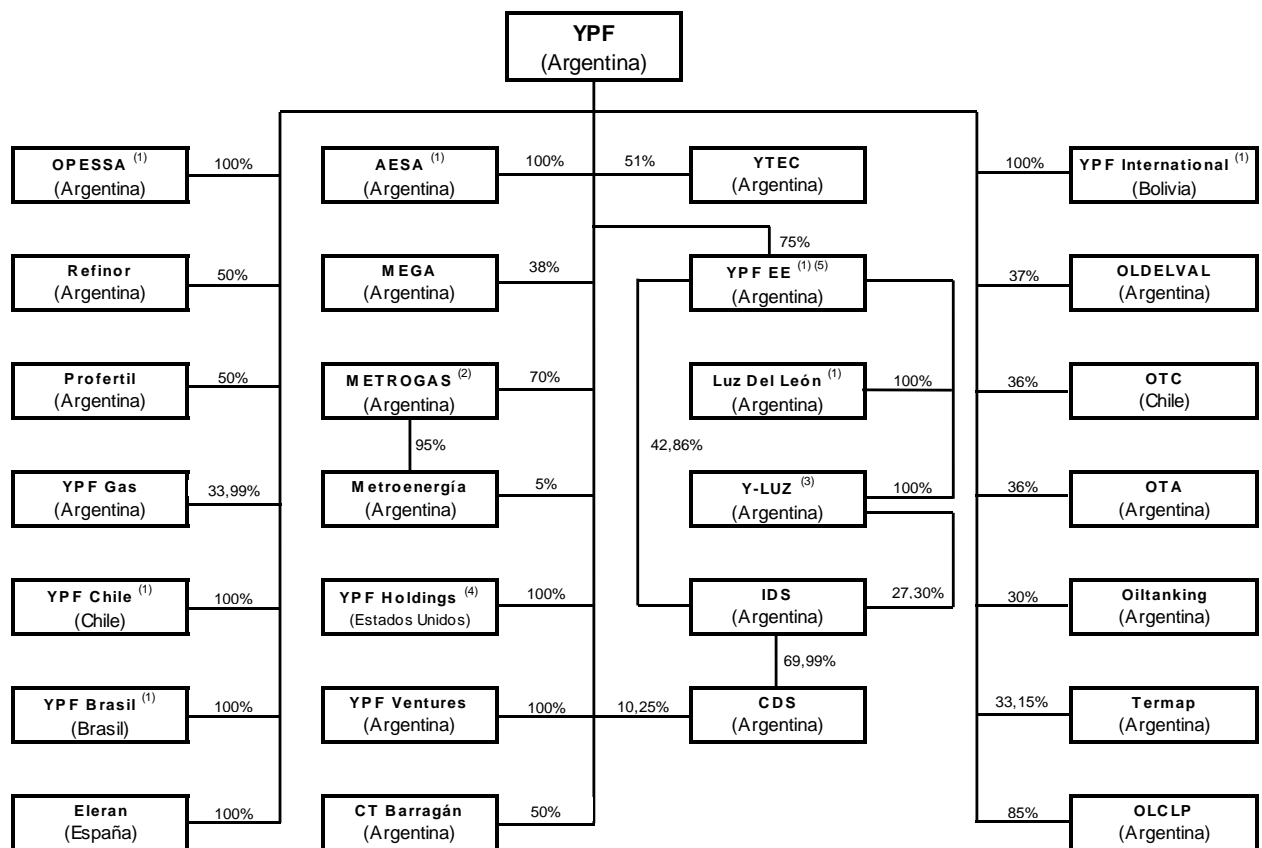 YPF
(Argentina)
OPESSA (1)
(Argentina)
100%
AESA (1)
(Argentina)
100%
51%
YTEC
(Argentina)
100%
YPF International (1)
(Bolivia)
Refinor
(Argentina)
50%
MEGA
(Argentina)
38%
75%
YPF EE (1) (5)
(Argentina)
37%
OLDELVAL
(Argentina)
Profertil
(Argentina)
50%
METROGAS (2)
(Argentina)
70%
Luz Del León (1)
(Argentina)
100%
36%
OTC
(Chile)
95%
42,86%
YPF Gas
(Argentina)
33,99%
Metroenergía
(Argentina)
5%
Y-LUZ (3)
(Argentina)
100%
36%
OTA
(Argentina)
YPF Chile (1)
(Chile)
100%
YPF Holdings (4)
(Estados Unidos)
100%
IDS
(Argentina)
27,30%
30%
Oiltanking
(Argentina)
69,99%
YPF Brasil (1)
(Brasil)
100%
YPF Ventures
(Argentina)
100%
10,25%
CDS
(Argentina)
33,15%
Termap
(Argentina)
Eleran
(España)
100%
CT Barragán
(Argentina)
50%
85%
OLCLP
(Argentina)